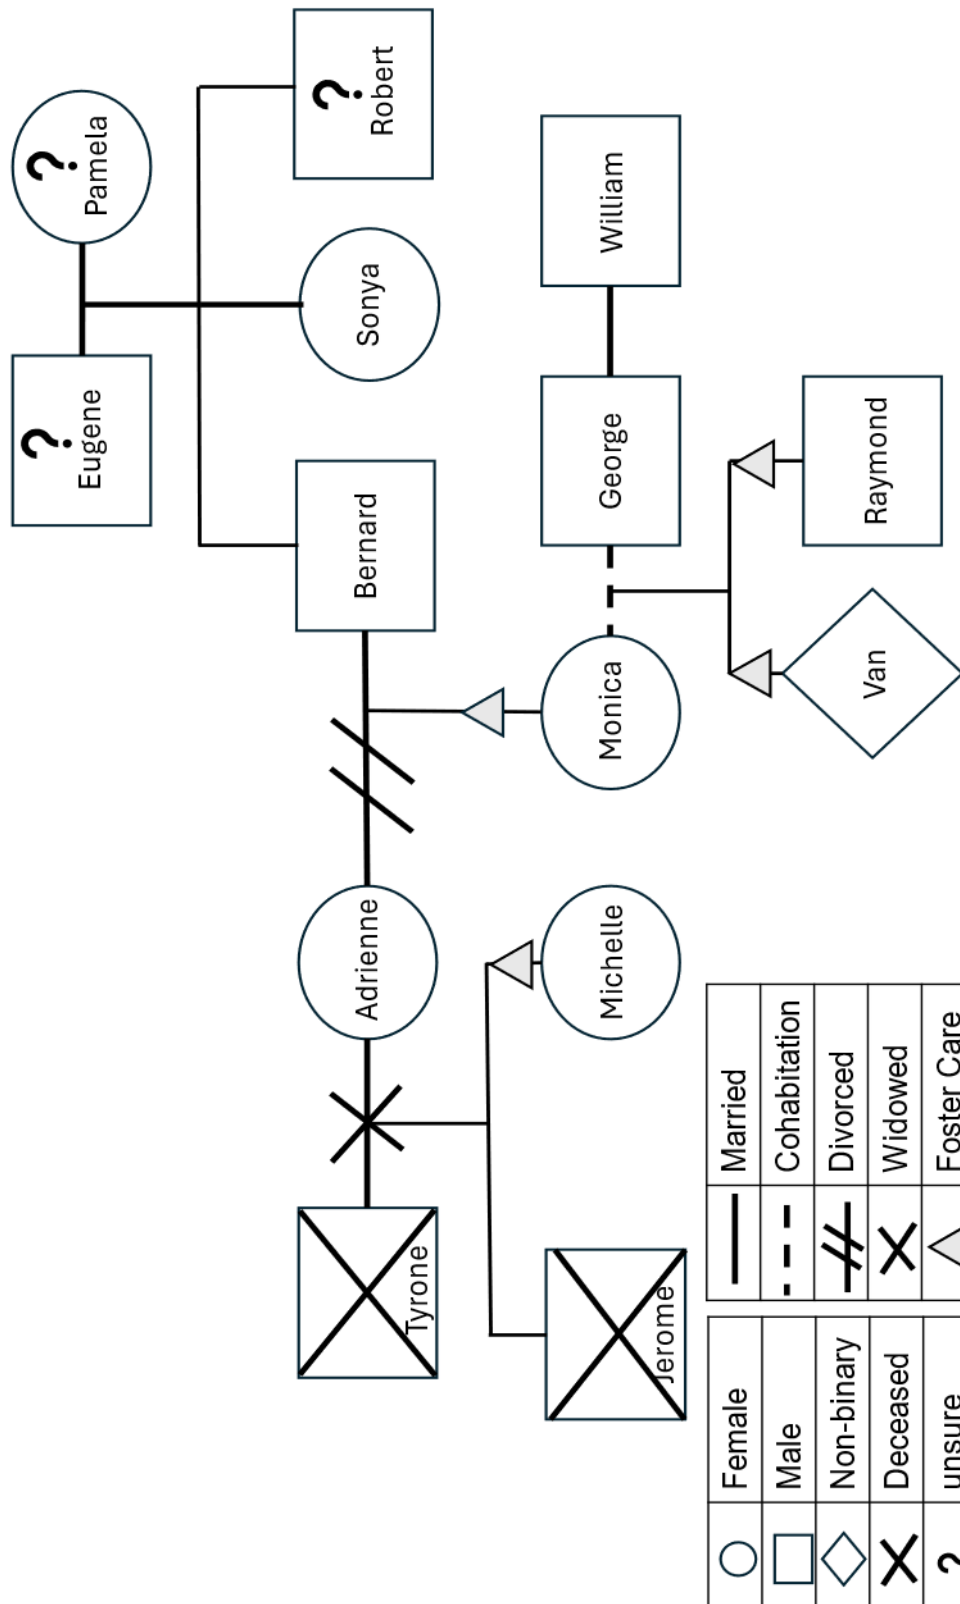 ?
?
Eugene
Pamela
?
Tyrone
Adrienne
Bernard
Sonya
Robert
Jerome
Michelle
Monica
George
William
Van
Raymond
Female
Married
Male
Cohabitation
Non-binary
Divorced
Deceased
Widowed
? unsure
Foster Care